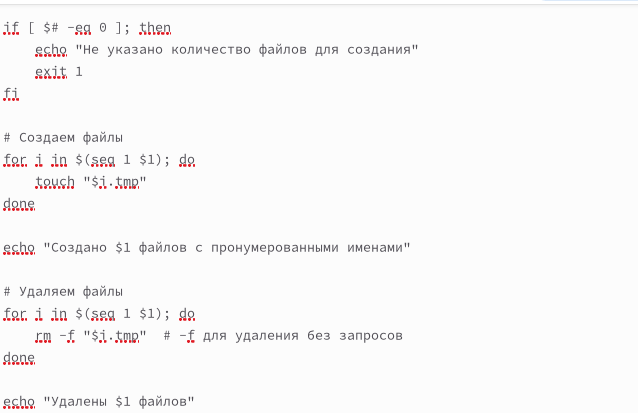 if [ $# -eq 0 ]; then
    echo "Не указано количество файлов для создания"
    exit 1
fi

# Создаем файлы
for i in $(seq 1 $1); do
    touch "$i.tmp"
done

echo "Создано $1 файлов с пронумерованными именами"

# Удаляем файлы
for i in $(seq 1 $1); do
    rm -f "$i.tmp"  # -f для удаления без запросов
done

echo "Удалены $1 файлов"